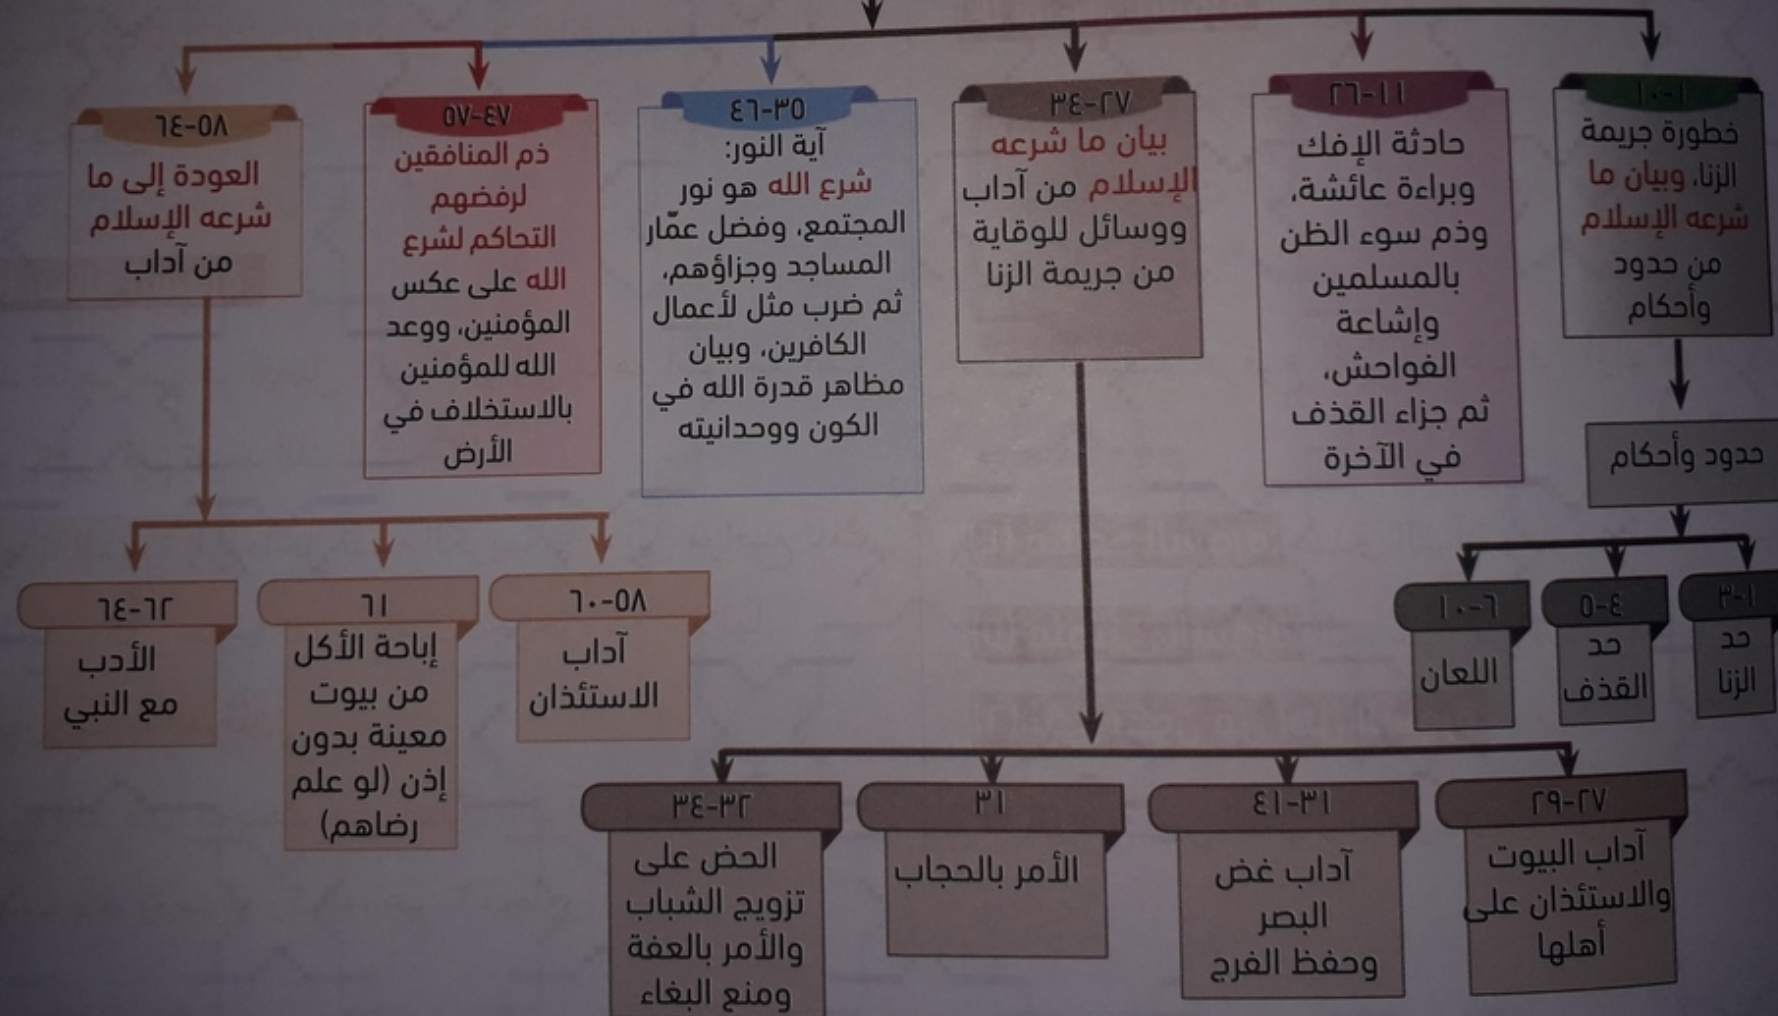 ١-١٠
خطورة جريمة
الزنا، وبيان ما
شرعه الإسلام
من حدود
وأحكام
١١-٢٦
حادثة الإفك
وبراءة عائشة،
وذم سوء الظن
بالمسلمين
وإشاعة
الفواحش،
ثم جزاء القذف
في الآخرة
٢٧-٣٤
بيان ما شرعه
الإسلام من آداب
ووسائل للوقاية
من جريمة الزنا
٣٥-٤٦
آية النور:
شرع الله هو نور
المجتمع، وفضل عمّار
المساجد وجزاؤهم،
ثم ضرب مثل لأعمال
الكافرين، وبيان
مظاهر قدرة الله في
الكون ووحدانيته
٤٧-٥٧
ذم المنافقين
لرفضهم
التحاكم لشرع
الله على عكس
المؤمنين، ووعد
الله للمؤمنين
بالاستخلاف في
الأرض
٥٨-٦٤
العودة إلى ما
شرعه الإسلام
من آداب
حدود وأحكام
١-٣
حد
الزنا
٤-٥
حد
القذف
٦-١٠
اللعان
٢٧-٢٩
آداب البيوت
والاستئذان على
أهلها
٣١-٤١
آداب غض
البصر
وحفظ الفرج
٣١
الأمر بالحجاب
٣٢-٣٤
الحض على
تزويج الشباب
والأمر بالعفة
ومنع البغاء
٥٨-٦٠
آداب
الاستئذان
٦١
إباحة الأكل
من بيوت
معينة بدون
إذن (لو علم
رضاهم)
٦٢-٦٤
الأدب
مع النبي